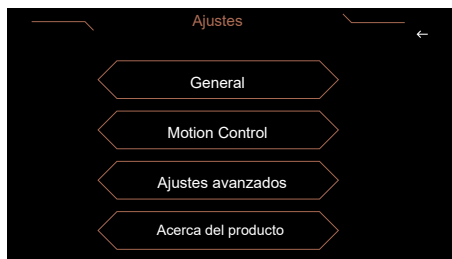 Ajustes
←
General
Motion Control
Ajustes avanzados
Acerca del producto